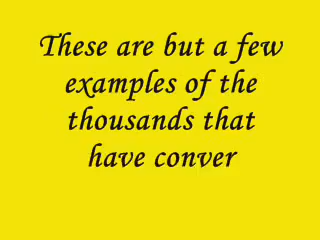 These are but a few
examples of the
thousands that
have conver